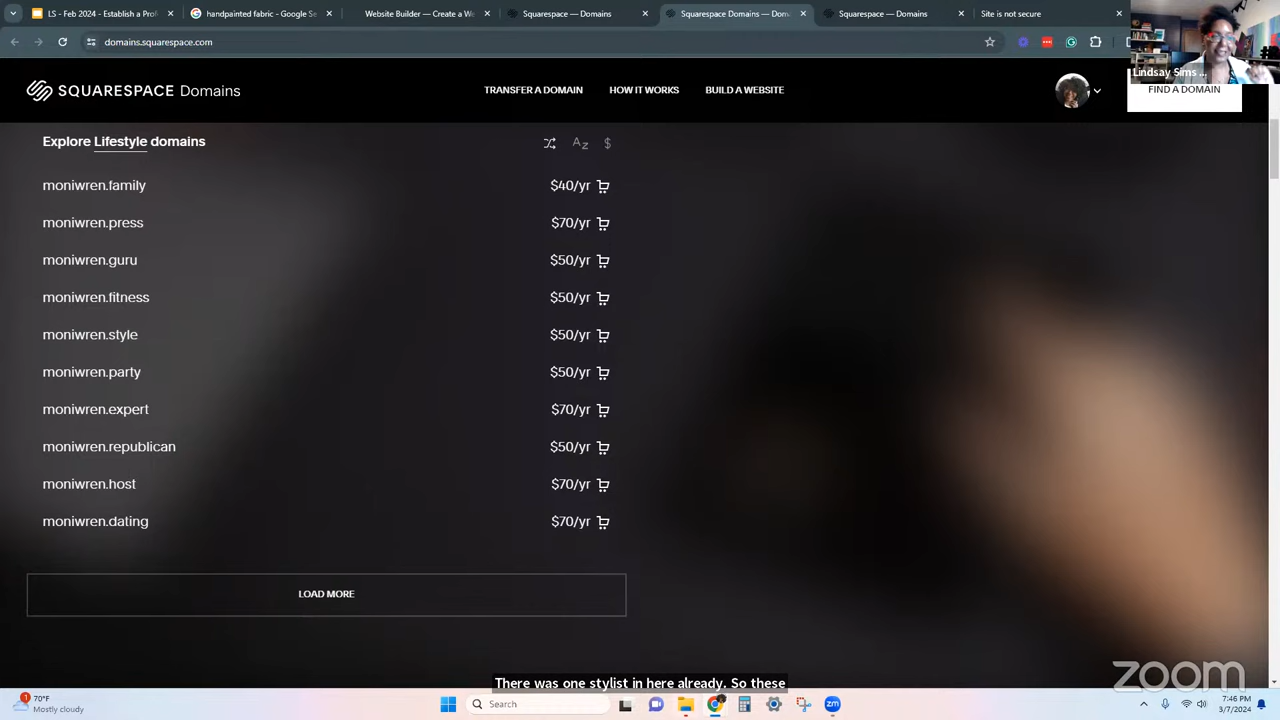 LS - Feb 2024 - Establish a Prof
handpainted fabric - Google Se
Website Builder — Create a We
Squarespace — Domains
Squarespace Domains — Dom
Squarespace — Domains
Site is not secure
domains.squarespace.com
Lindsay Sims ...
SQUARESPACE Domains
TRANSFER A DOMAIN
HOW IT WORKS
BUILD A WEBSITE
FIND A DOMAIN
Explore Lifestyle domains
AZ $
moniwren.family $40/yr
moniwren.press $70/yr
moniwren.guru $50/yr
moniwren.fitness $50/yr
moniwren.style $50/yr
moniwren.party $50/yr
moniwren.expert $70/yr
moniwren.republican $50/yr
moniwren.host $70/yr
moniwren.dating $70/yr
LOAD MORE
zoom
There was one stylist in here already. So these
1
70°F
Mostly cloudy
Search
zm
7:46 PM
3/7/2024